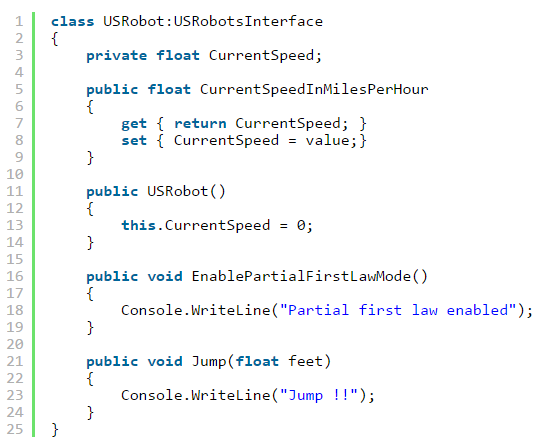 1 class USRobot:USRobotsInterface
2 {
3     private float CurrentSpeed;
4
5     public float CurrentSpeedInMilesPerHour
6     {
7         get { return CurrentSpeed; }
8         set { CurrentSpeed = value;}
9     }
10
11     public USRobot()
12     {
13         this.CurrentSpeed = 0;
14     }
15
16     public void EnablePartialFirstLawMode()
17     {
18         Console.WriteLine("Partial first law enabled");
19     }
20
21     public void Jump(float feet)
22     {
23         Console.WriteLine("Jump !!");
24     }
25 }